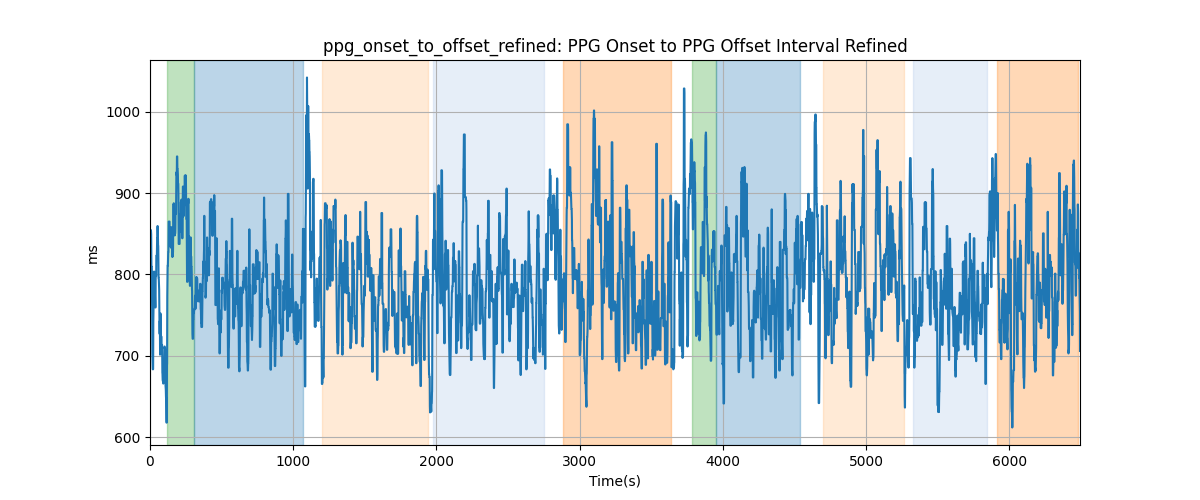 ppg_onset_to_offset_refined: PPG Onset to PPG Offset Interval Refined
1000
900
800
700
600
ms
0 1000 2000 3000 4000 5000 6000
Time(s)